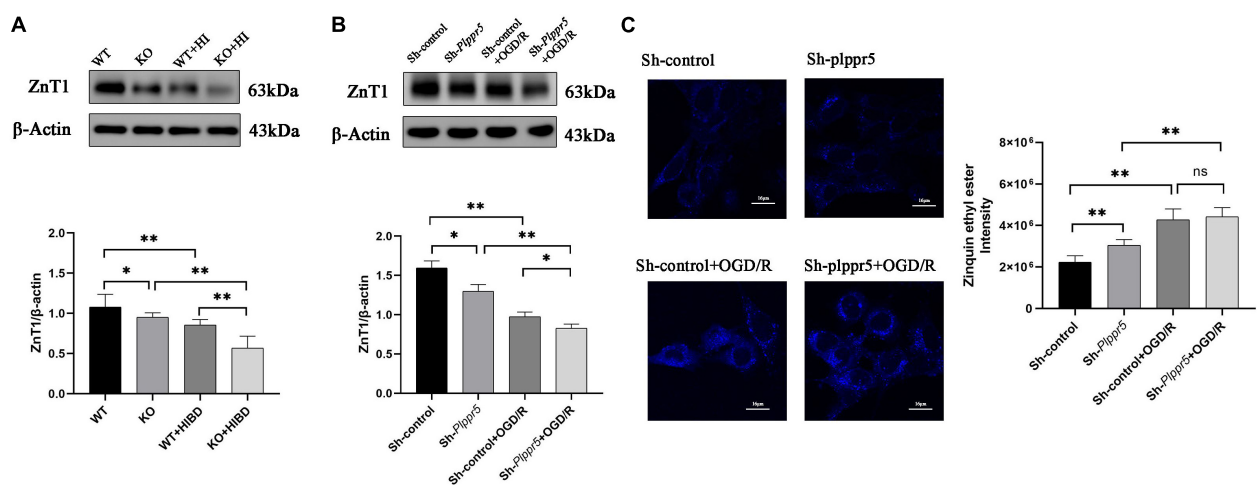 A
WT
KO
WT+HI
KO+HI
ZnT1
63kDa
β-Actin
43kDa
ZnT1/β-actin
2.0
1.5
1.0
0.5
0.0
**
*
**
**
WT
KO
WT+HIBD
KO+HIBD
B
Sh-control
Sh-Plppr5
Sh-control
+OGD/R
Sh-Plppr5
+OGD/R
ZnT1
63kDa
β-Actin
43kDa
ZnT1/β-actin
2.0
1.5
1.0
0.5
0.0
**
*
**
*
Sh-control
Sh-Plppr5
Sh-control+OGD/R
Sh-Plppr5+OGD/R
C
Sh-control
Sh-plppr5
16μm
16μm
Sh-control+OGD/R
Sh-plppr5+OGD/R
16μm
16μm
Zinquin ethyl ester
Intensity
8×10⁶
6×10⁶
4×10⁶
2×10⁶
0
**
**
ns
**
Sh-control
Sh-Plppr5
Sh-control+OGD/R
Sh-Plppr5+OGD/R